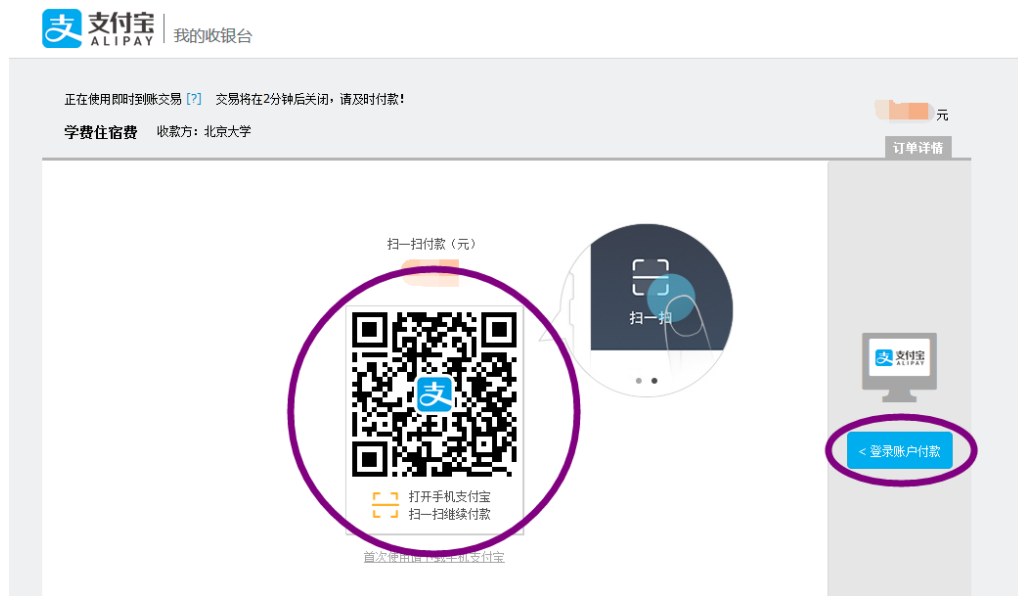 支付宝
ALIPAY
我的收银台
正在使用即时到账交易 [?] 交易将在2分钟后关闭，请及时付款！
学费住宿费 收款方：北京大学
元
订单详情
扫一扫付款（元）
扫一扫
支付宝
ALIPAY
< 登录账户付款
打开手机支付宝
扫一扫继续付款
首次使用请下载手机支付宝